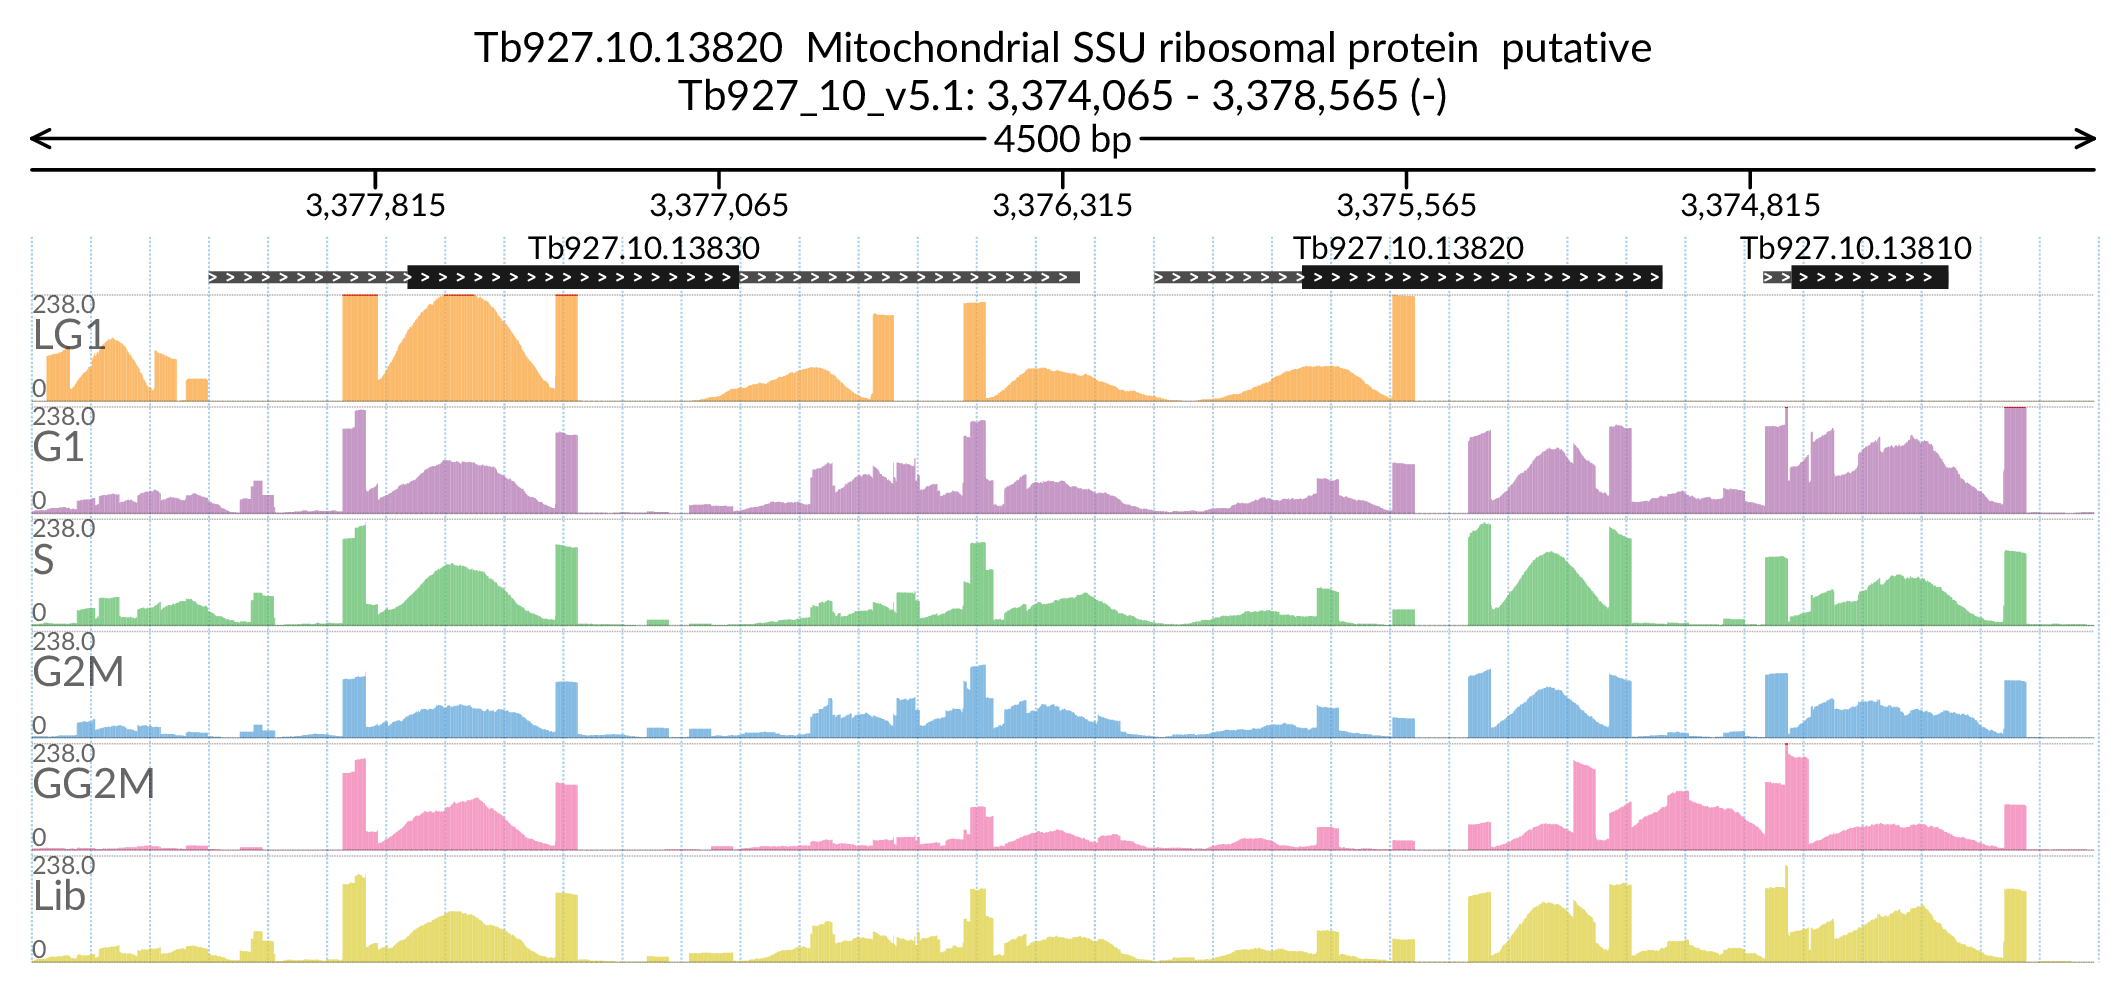 Tb927.10.13820  Mitochondrial SSU ribosomal protein  putative
Tb927_10_v5.1: 3,374,065 - 3,378,565 (-)
4500 bp
3,377,815 3,377,065 3,376,315 3,375,565 3,374,815
Tb927.10.13830 Tb927.10.13820 Tb927.10.13810
238.0
LG1
0
238.0
G1
0
238.0
S
0
238.0
G2M
0
238.0
GG2M
0
238.0
Lib
0